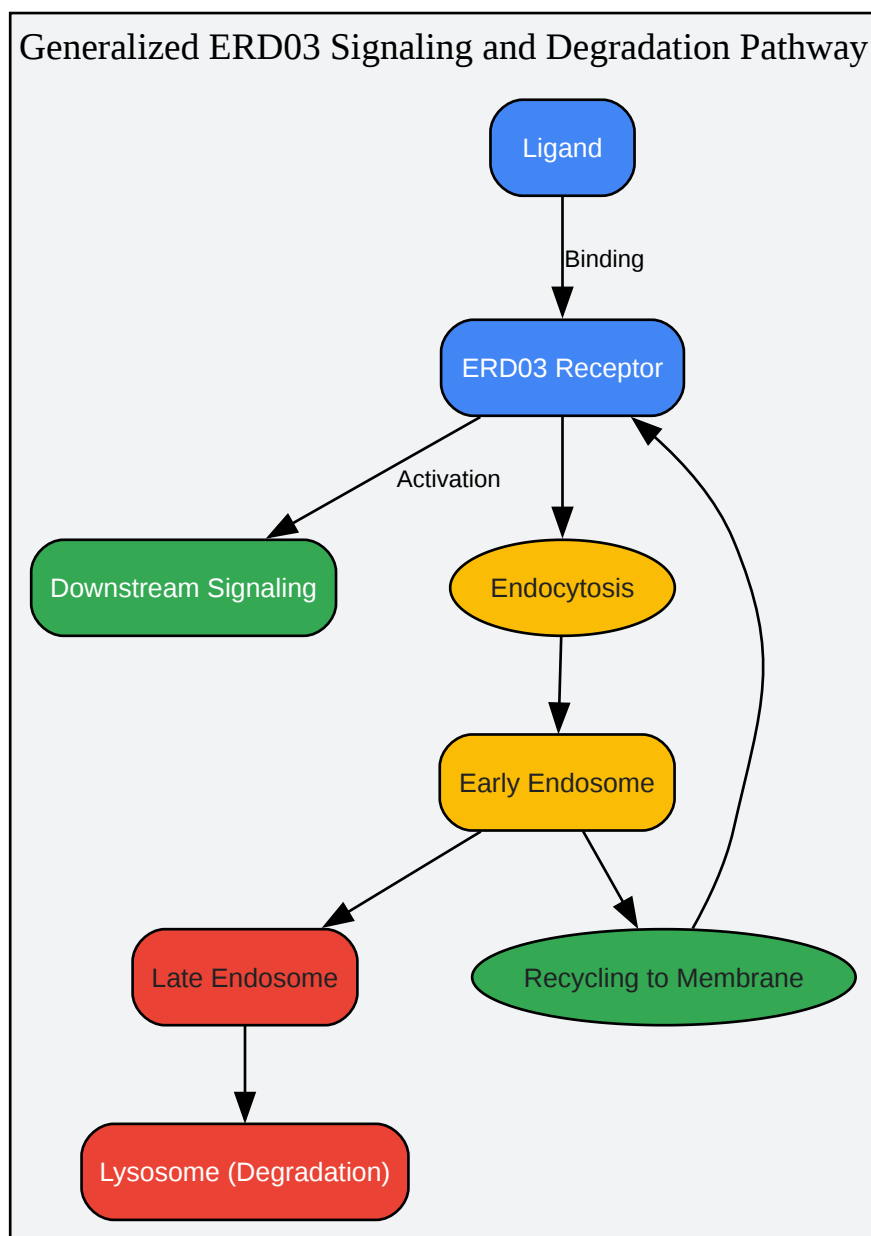 Generalized ERD03 Signaling and Degradation Pathway
Ligand
Binding
ERD03 Receptor
Activation
Downstream Signaling
Endocytosis
Early Endosome
Late Endosome
Recycling to Membrane
Lysosome (Degradation)